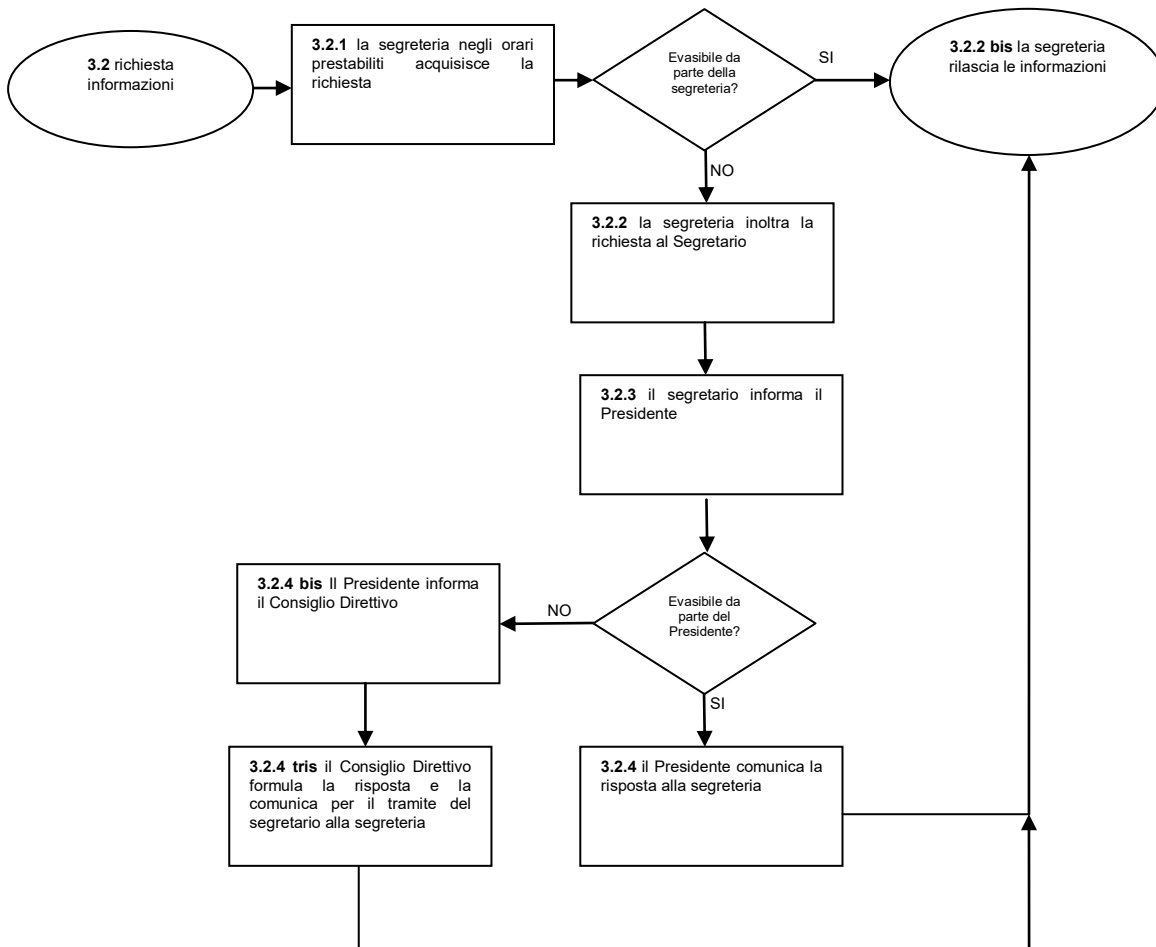 3.2 richiesta
informazioni
3.2.1 la segreteria negli orari
prestabiliti acquisisce la
richiesta
Evasibile da
parte della
segreteria?
SI
3.2.2 bis la segreteria
rilascia le informazioni
NO
3.2.2 la segreteria inoltra la
richiesta al Segretario
3.2.3 il segretario informa il
Presidente
3.2.4 bis Il Presidente informa
il Consiglio Direttivo
NO
Evasibile da
parte del
Presidente?
SI
3.2.4 tris il Consiglio Direttivo
formula la risposta e la
comunica per il tramite del
segretario alla segreteria
3.2.4 il Presidente comunica la
risposta alla segreteria